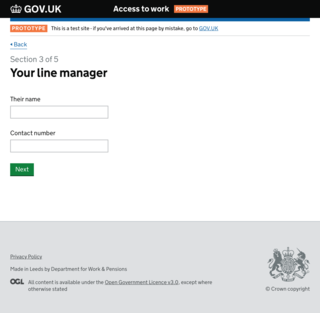 GOV.UK Access to work PROTOTYPE
PROTOTYPE This is a test site - if you've arrived at this page by mistake, go to GOV.UK
Back
Section 3 of 5
Your line manager
Their name
Contact number
Next
Privacy Policy
Made in Leeds by Department for Work & Pensions
OGL All content is available under the Open Government Licence v3.0, except where
otherwise stated
© Crown copyright